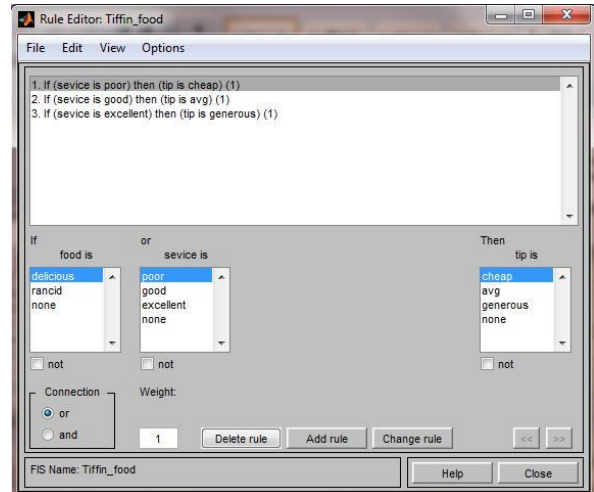 Rule Editor: Tiffin_food
File Edit View Options
1. If (sevice is poor) then (tip is cheap) (1)
2. If (sevice is good) then (tip is avg) (1)
3. If (sevice is excellent) then (tip is generous) (1)
If or Then
food is sevice is tip is
delicious poor cheap
rancid good avg
none excellent generous
none none
not not not
Connection Weight:
or
and 1 Delete rule Add rule Change rule << >>
FIS Name: Tiffin_food Help Close